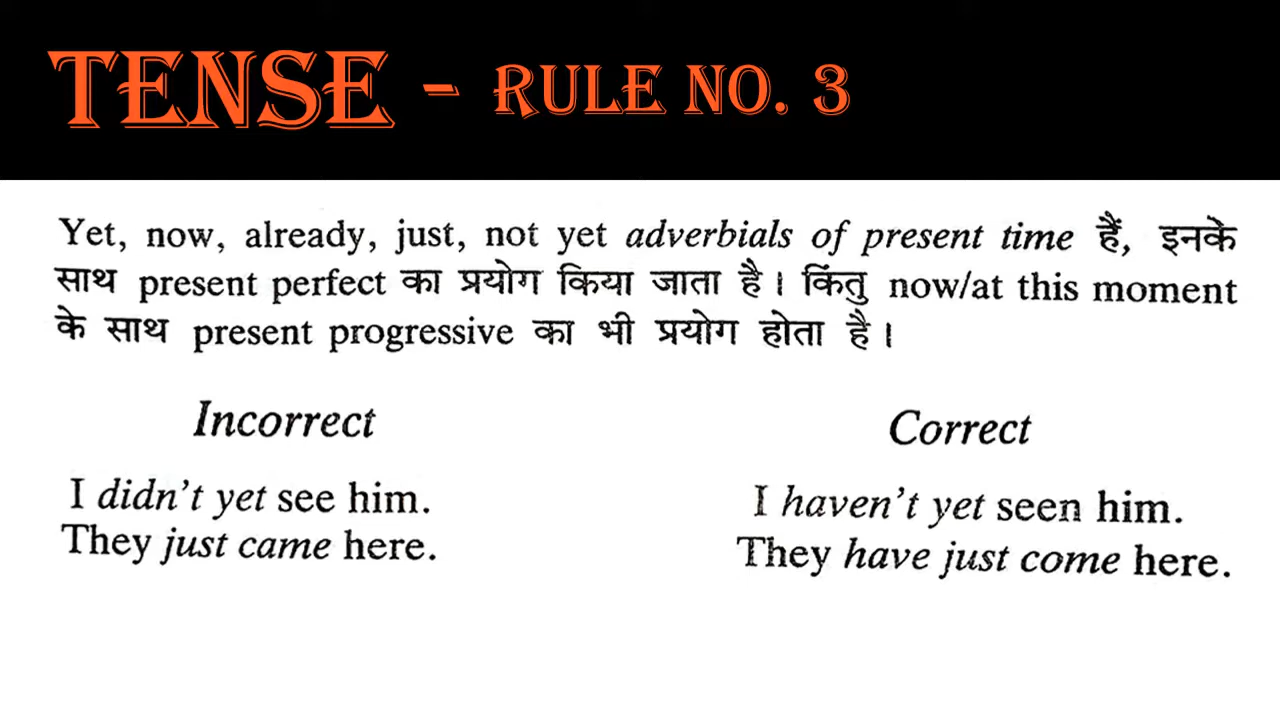 TENSE - RULE NO. 3
Yet, now, already, just, not yet adverbials of present time हैं, इनके
साथ present perfect का प्रयोग किया जाता है। किंतु now/at this moment
के साथ present progressive का भी प्रयोग होता है।
Incorrect
Correct
I didn't yet see him.
I haven't yet seen him.
They just came here.
They have just come here.